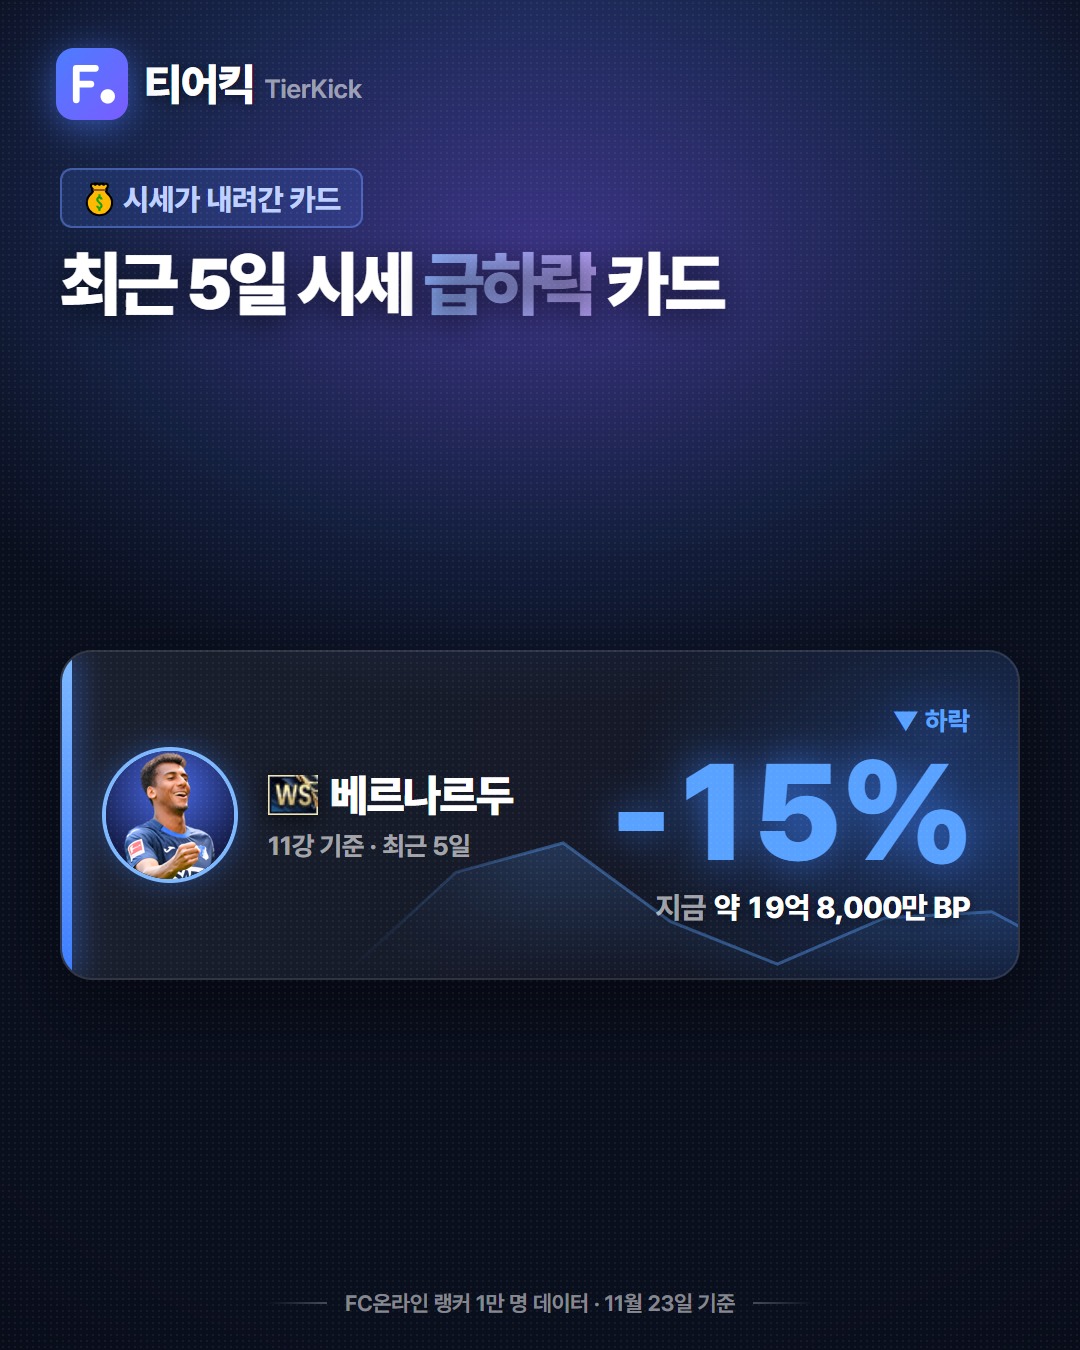 F.
티어킥 TierKick
시세가 내려간 카드
최근 5일 시세 급하락 카드
▼ 하락
WS 베르나르두
-15%
11강 기준 · 최근 5일
지금 약 19억 8,000만 BP
FC온라인 랭커 1만 명 데이터 · 11월 23일 기준